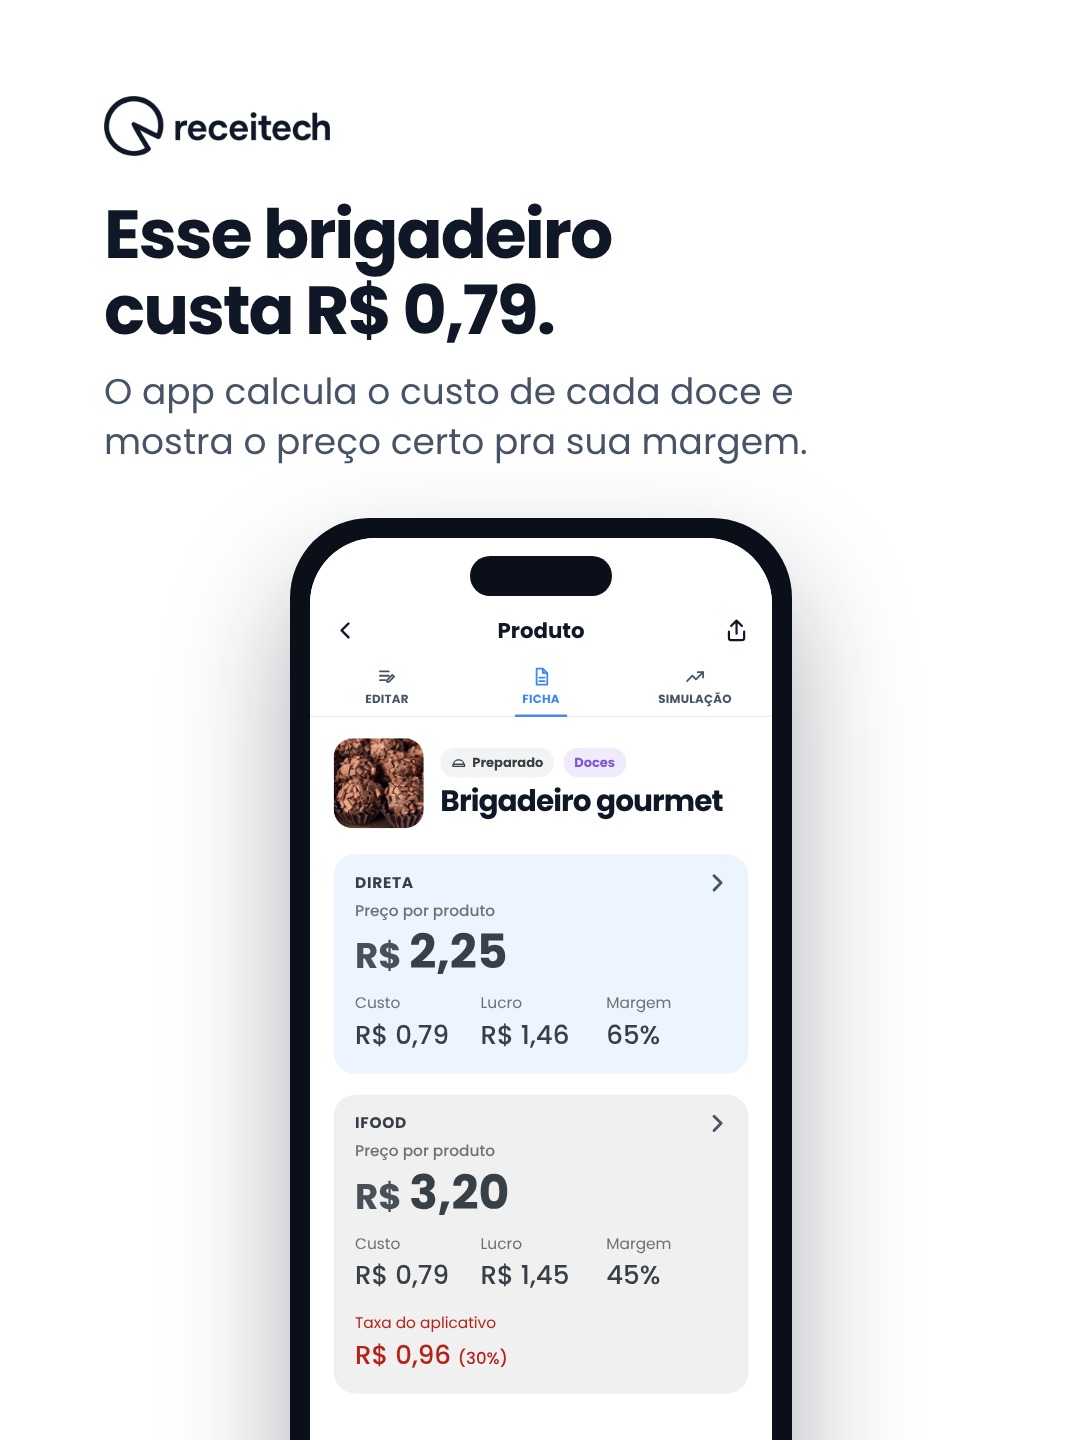 receitech
Esse brigadeiro
custa R$ 0,79.
O app calcula o custo de cada doce e
mostra o preço certo pra sua margem.
Produto
EDITAR FICHA SIMULAÇÃO
Preparado Doces
Brigadeiro gourmet
DIRETA
Preço por produto
R$ 2,25
Custo Lucro Margem
R$ 0,79 R$ 1,46 65%
IFOOD
Preço por produto
R$ 3,20
Custo Lucro Margem
R$ 0,79 R$ 1,45 45%
Taxa do aplicativo
R$ 0,96 (30%)